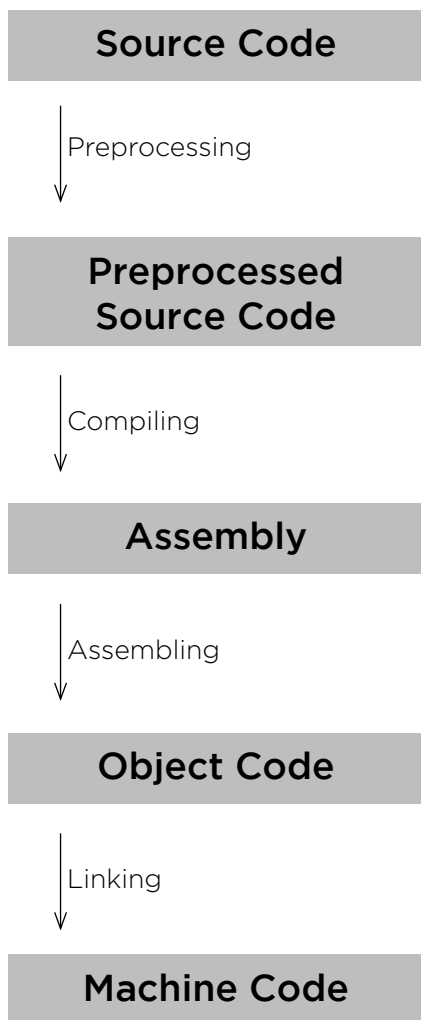 Source Code
Preprocessing
Preprocessed
Source Code
Compiling
Assembly
Assembling
Object Code
Linking
Machine Code